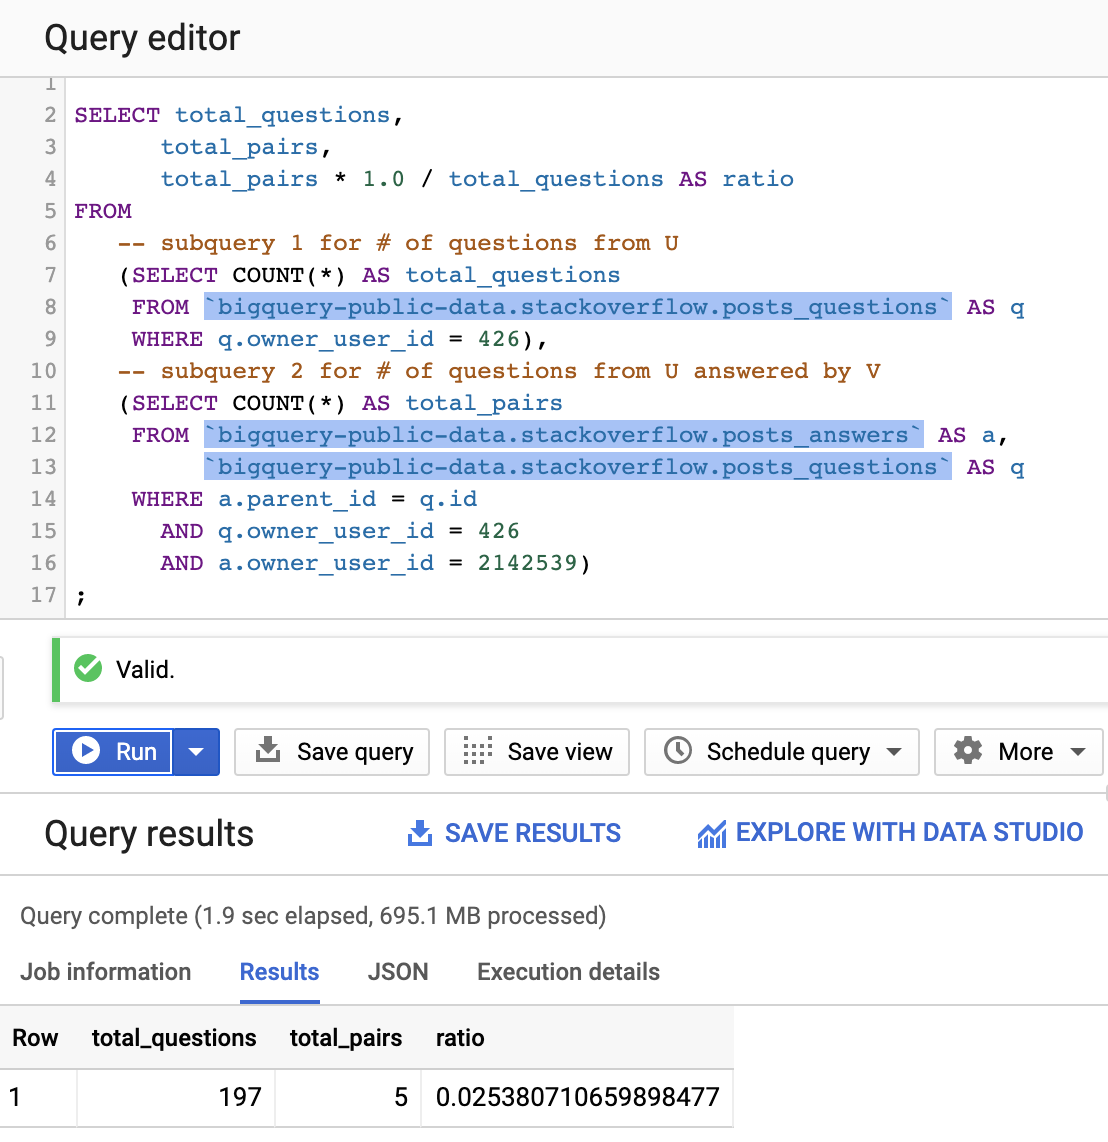 Query editor
1
2 SELECT total_questions,
3 total_pairs,
4 total_pairs * 1.0 / total_questions AS ratio
5 FROM
6 -- subquery 1 for # of questions from U
7 (SELECT COUNT(*) AS total_questions
8 FROM `bigquery-public-data.stackoverflow.posts_questions` AS q
9 WHERE q.owner_user_id = 426),
10 -- subquery 2 for # of questions from U answered by V
11 (SELECT COUNT(*) AS total_pairs
12 FROM `bigquery-public-data.stackoverflow.posts_answers` AS a,
13 `bigquery-public-data.stackoverflow.posts_questions` AS q
14 WHERE a.parent_id = q.id
15 AND q.owner_user_id = 426
16 AND a.owner_user_id = 2142539)
17 ;
Valid.
Run Save query Save view Schedule query More
Query results SAVE RESULTS EXPLORE WITH DATA STUDIO
Query complete (1.9 sec elapsed, 695.1 MB processed)
Job information Results JSON Execution details
Row total_questions total_pairs ratio
1 197 5 0.025380710659898477